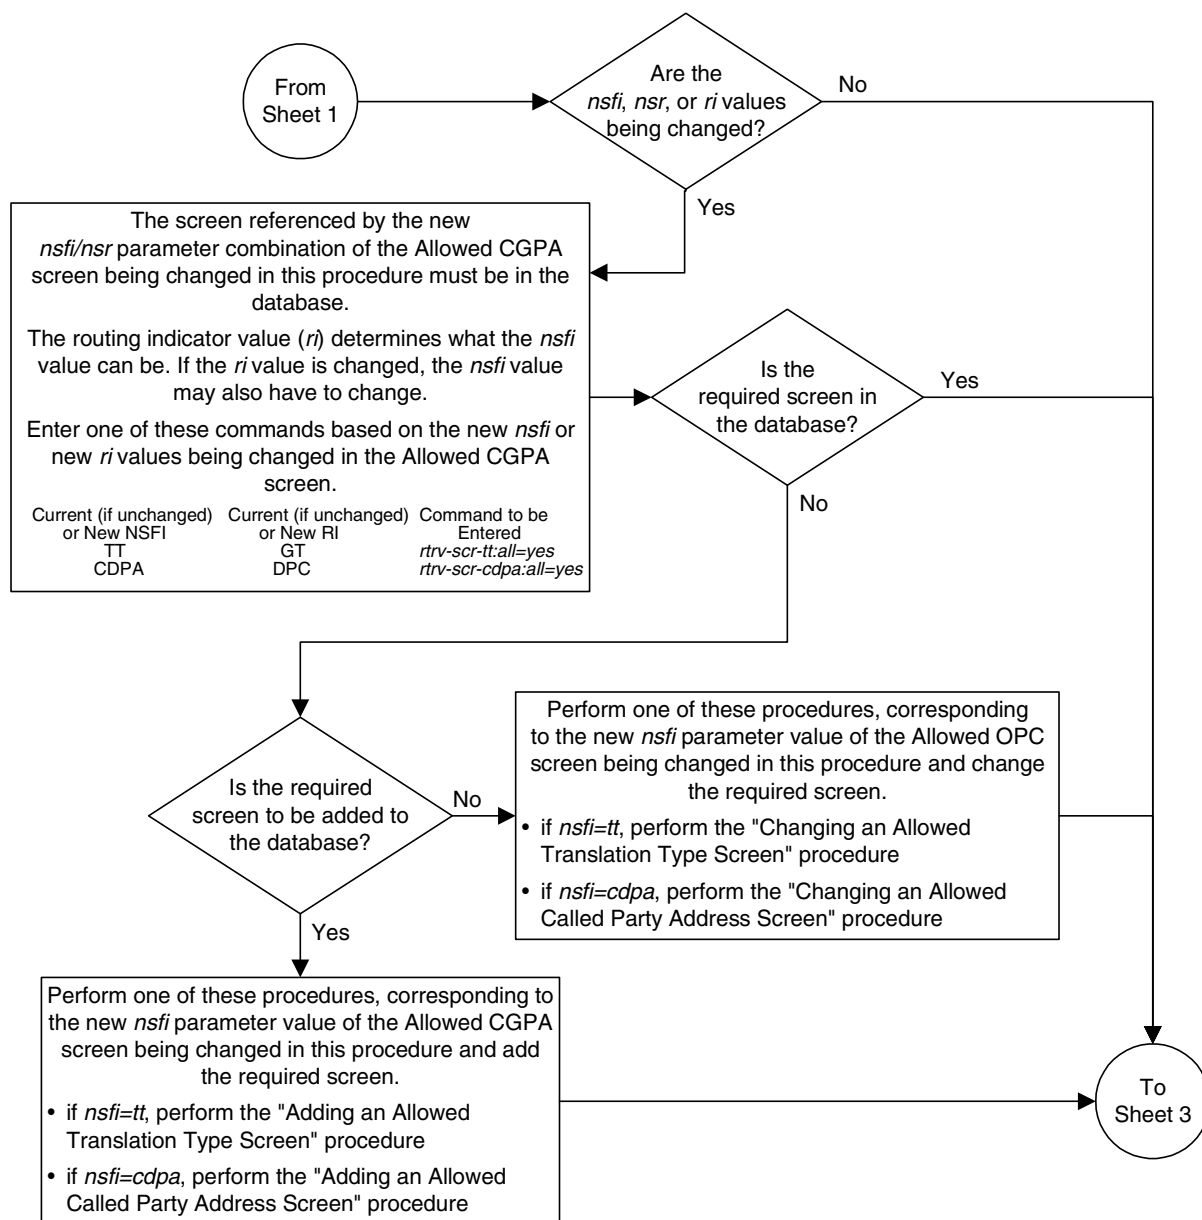 From
Sheet 1
Are the
nsfi, nsr, or ri values
being changed?
No
Yes
The screen referenced by the new
nsfi/nsr parameter combination of the Allowed CGPA
screen being changed in this procedure must be in the
database.
The routing indicator value (ri) determines what the nsfi
value can be. If the ri value is changed, the nsfi value
may also have to change.
Enter one of these commands based on the new nsfi or
new ri values being changed in the Allowed CGPA
screen.
Current (if unchanged) Current (if unchanged) Command to be
or New NSFI or New RI Entered
TT GT rtrv-scr-tt:all=yes
CDPA DPC rtrv-scr-cdpa:all=yes
Is the
required screen in
the database?
Yes
No
Is the required
screen to be added to
the database?
No
Yes
Perform one of these procedures, corresponding
to the new nsfi parameter value of the Allowed OPC
screen being changed in this procedure and change
the required screen.
• if nsfi=tt, perform the "Changing an Allowed
Translation Type Screen" procedure
• if nsfi=cdpa, perform the "Changing an Allowed
Called Party Address Screen" procedure
Perform one of these procedures, corresponding to
the new nsfi parameter value of the Allowed CGPA
screen being changed in this procedure and add
the required screen.
• if nsfi=tt, perform the "Adding an Allowed
Translation Type Screen" procedure
• if nsfi=cdpa, perform the "Adding an Allowed
Called Party Address Screen" procedure
To
Sheet 3